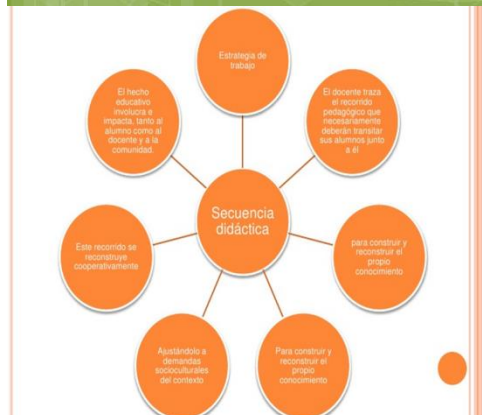 Estrategia de
trabajo
El docente traza
el recorrido
pedagógico que
necesariamente
deberán transitar
sus alumnos junto
a él
para construir y
reconstruir el
propio
conocimiento
Para construir y
reconstruir el
propio
conocimiento
Ajustándolo a
demandas
socioculturales
del contexto
Este recorrido se
reconstruye
cooperativamente
El hecho
educativo
involucra e
impacta, tanto al
alumno como al
docente y a la
comunidad.
Secuencia
didáctica